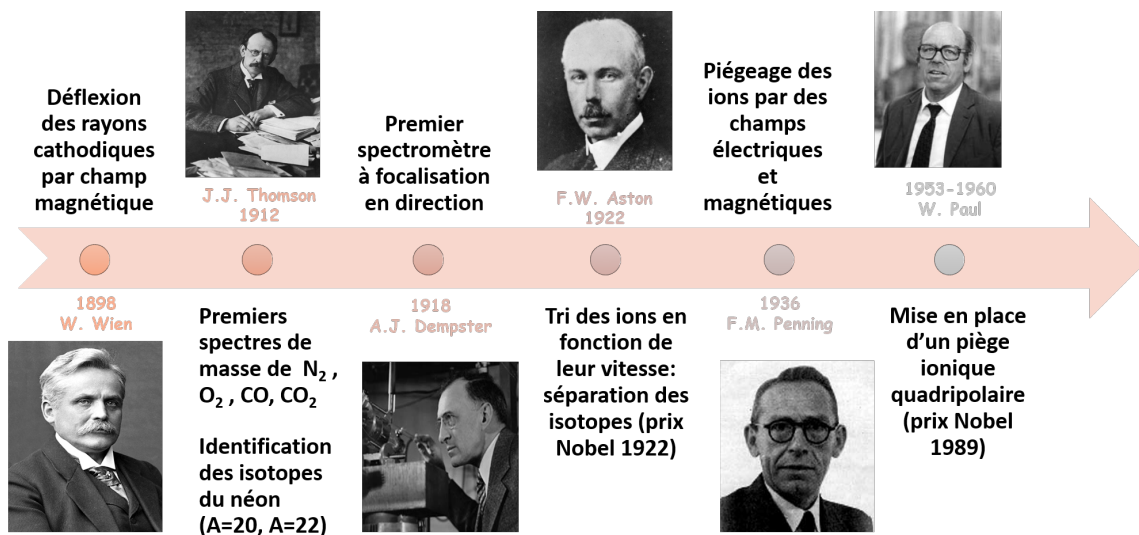 Déflexion
des rayons
cathodiques
par champ
magnétique
1898
W. Wien
J.J. Thomson
1912
Premiers
spectres de
masse de N₂ ,
O₂ , CO, CO₂
Identification
des isotopes
du néon
(A=20, A=22)
Premier
spectromètre
à focalisation
en direction
1918
A.J. Dempster
F.W. Aston
1922
Tri des ions en
fonction de
leur vitesse:
séparation des
isotopes (prix
Nobel 1922)
Piégeage des
ions par des
champs
électriques
et
magnétiques
1936
F.M. Penning
1953-1960
W. Paul
Mise en place
d’un piège
ionique
quadripolaire
(prix Nobel
1989)